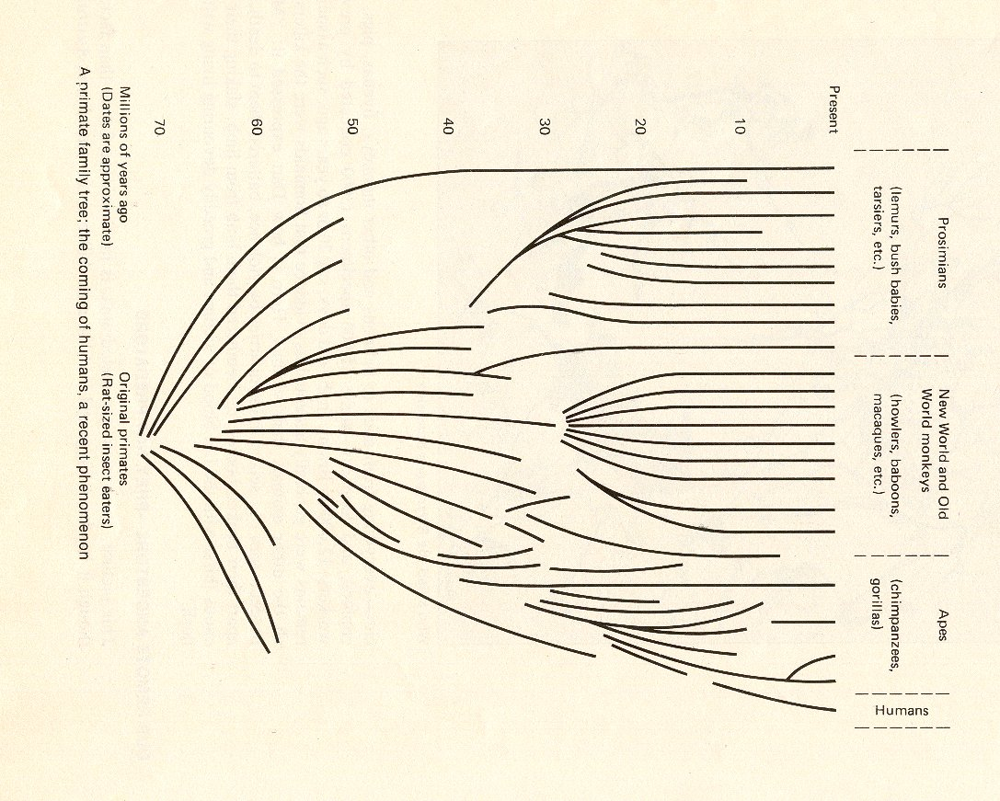 Prosimians
(lemurs, bush babies,
tarsiers, etc.)
New World and Old
World monkeys
(howlers, baboons,
macaques, etc.)
Apes
(chimpanzees,
gorillas)
Humans
Present
10
20
30
40
50
60
70
Millions of years ago
(Dates are approximate)
Original primates
(Rat-sized insect eaters)
A primate family tree; the coming of humans, a recent phenomenon